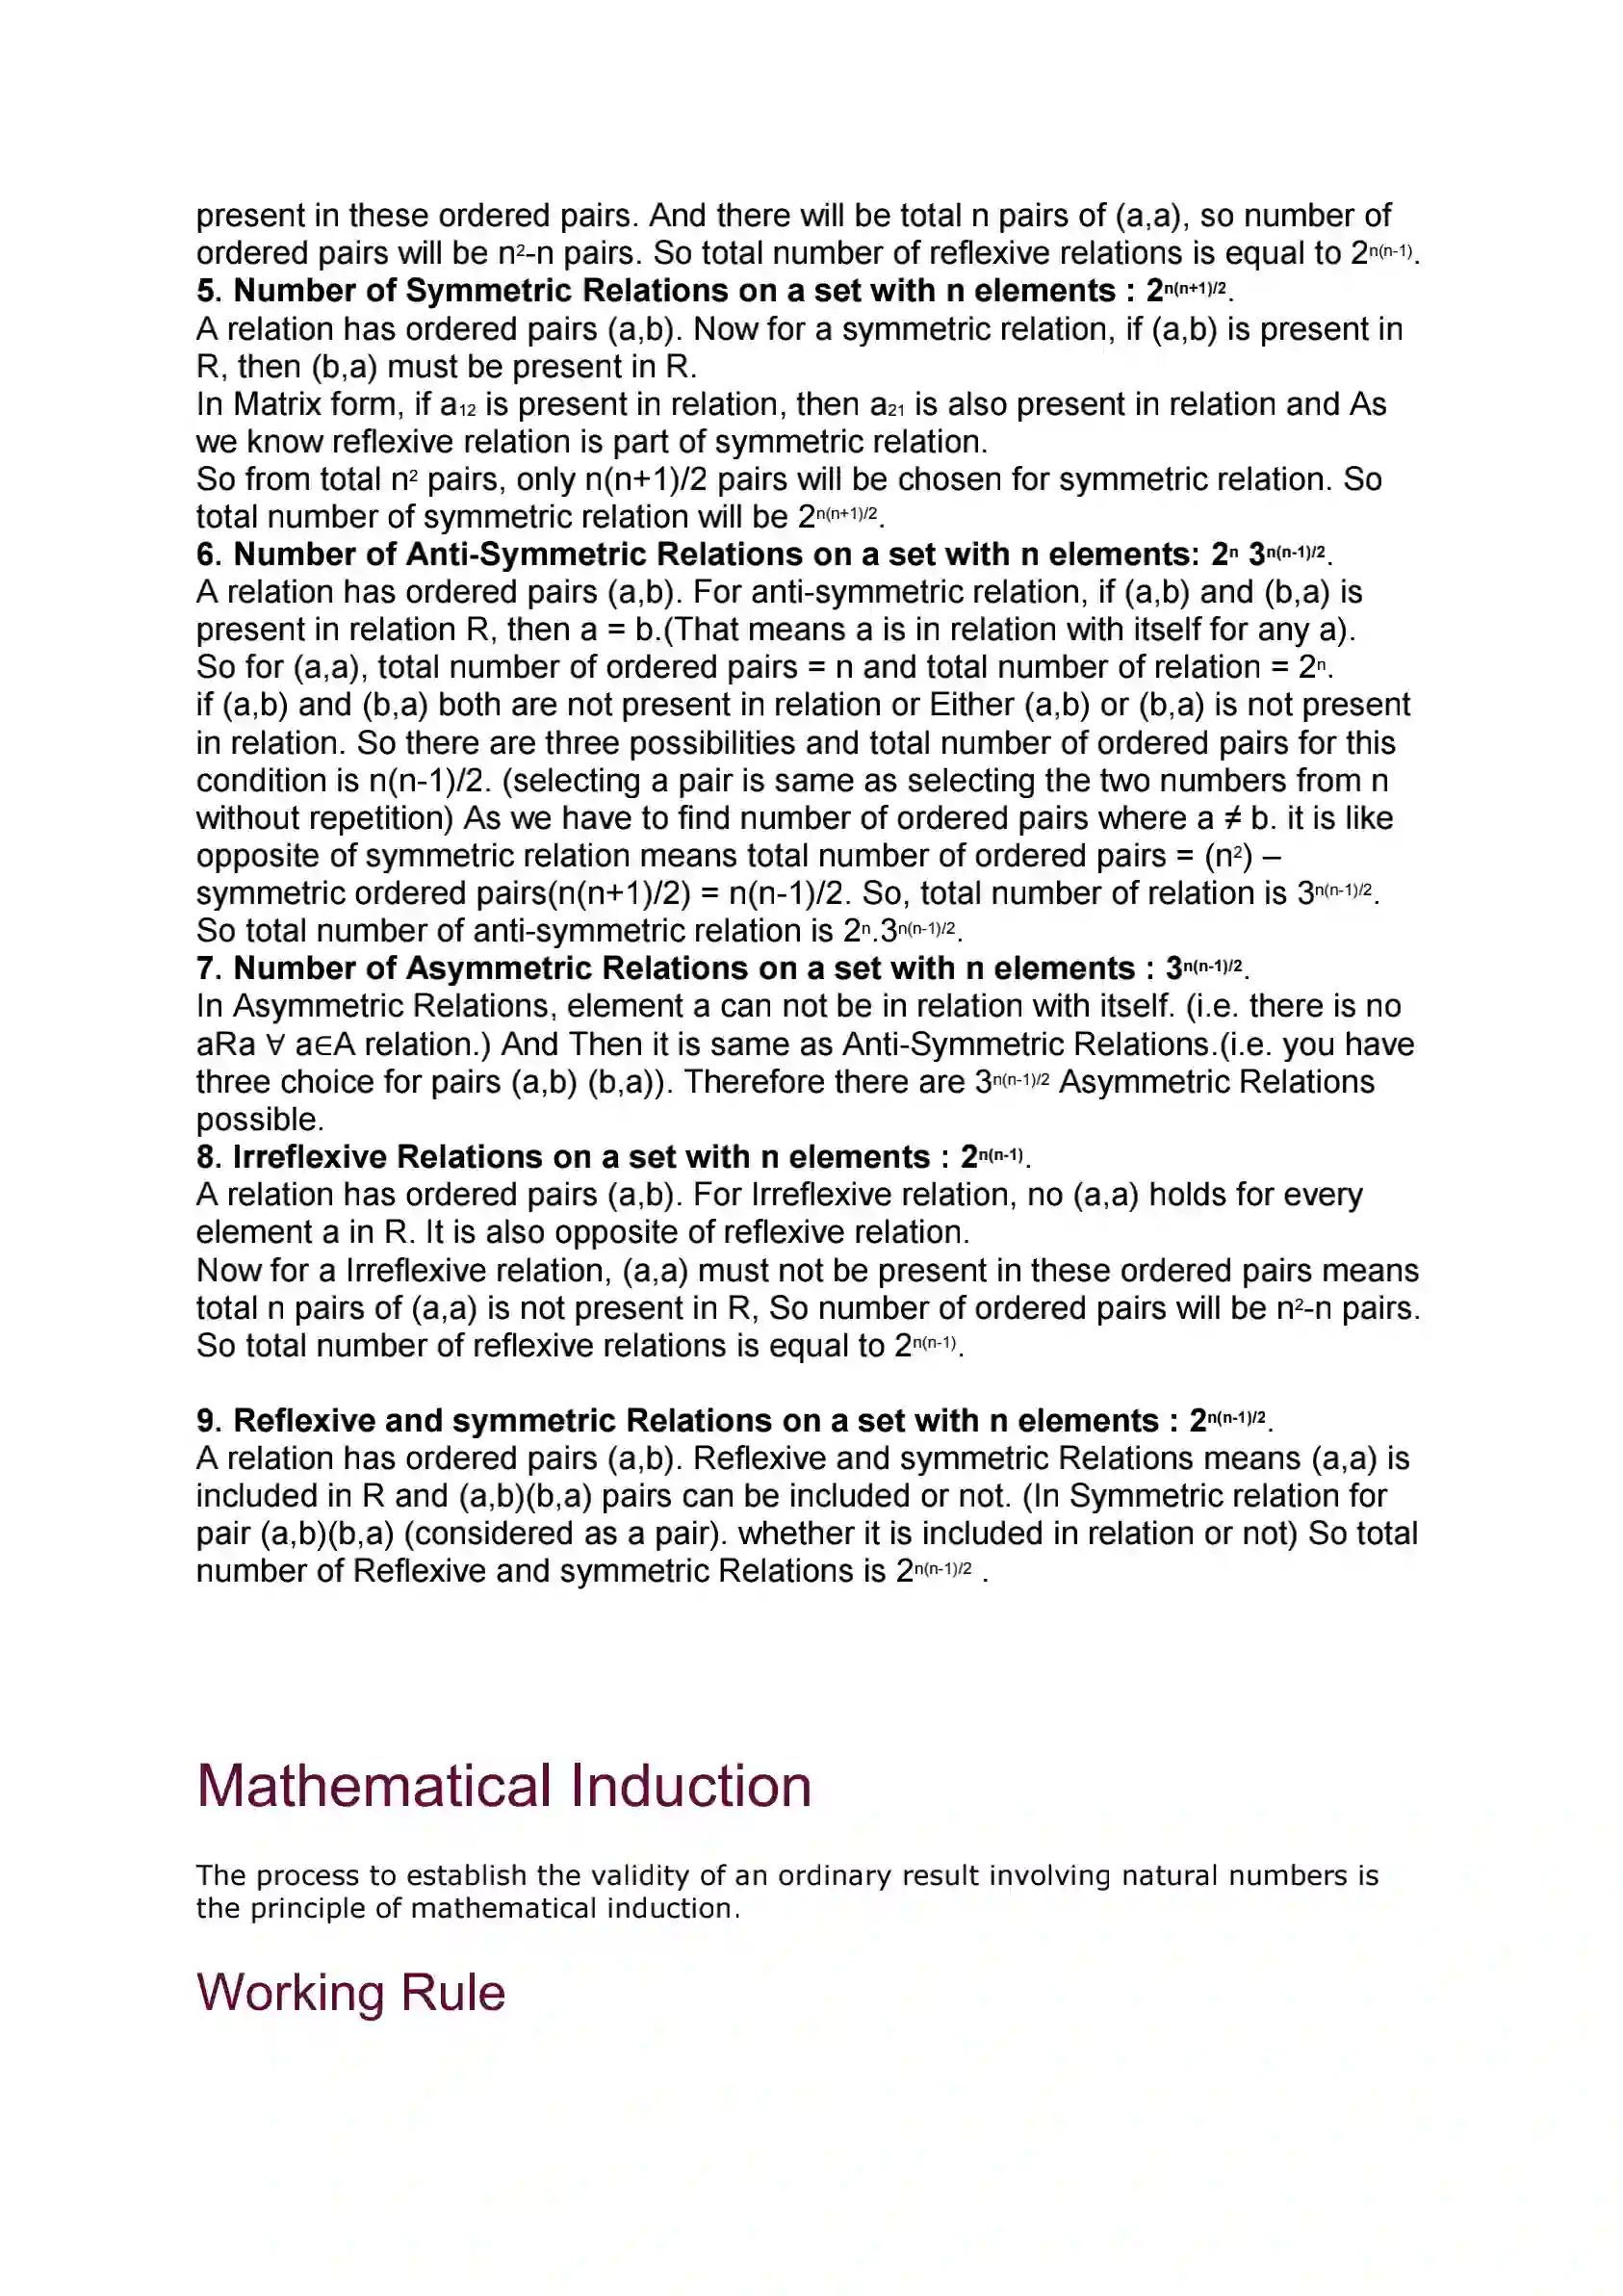 present in these ordered pairs. And there will be total n pairs of (a,a), so number of
ordered pairs will be n²-n pairs. So total number of reflexive relations is equal to 2ⁿ⁽ⁿ⁻¹⁾.
5. Number of Symmetric Relations on a set with n elements : 2^n(n+1)/2.
A relation has ordered pairs (a,b). Now for a symmetric relation, if (a,b) is present in
R, then (b,a) must be present in R.
In Matrix form, if a₁₂ is present in relation, then a₂₁ is also present in relation and As
we know reflexive relation is part of symmetric relation.
So from total n² pairs, only n(n+1)/2 pairs will be chosen for symmetric relation. So
total number of symmetric relation will be 2^n(n+1)/2.
6. Number of Anti-Symmetric Relations on a set with n elements: 2ⁿ 3^n(n-1)/2.
A relation has ordered pairs (a,b). For anti-symmetric relation, if (a,b) and (b,a) is
present in relation R, then a = b.(That means a is in relation with itself for any a).
So for (a,a), total number of ordered pairs = n and total number of relation = 2ⁿ.
if (a,b) and (b,a) both are not present in relation or Either (a,b) or (b,a) is not present
in relation. So there are three possibilities and total number of ordered pairs for this
condition is n(n-1)/2. (selecting a pair is same as selecting the two numbers from n
without repetition) As we have to find number of ordered pairs where a ≠ b. it is like
opposite of symmetric relation means total number of ordered pairs = (n²) –
symmetric ordered pairs(n(n+1)/2) = n(n-1)/2. So, total number of relation is 3^n(n-1)/2.
So total number of anti-symmetric relation is 2ⁿ.3^n(n-1)/2.
7. Number of Asymmetric Relations on a set with n elements : 3^n(n-1)/2.
In Asymmetric Relations, element a can not be in relation with itself. (i.e. there is no
aRa ∀ a∈A relation.) And Then it is same as Anti-Symmetric Relations.(i.e. you have
three choice for pairs (a,b) (b,a)). Therefore there are 3^n(n-1)/2 Asymmetric Relations
possible.
8. Irreflexive Relations on a set with n elements : 2ⁿ⁽ⁿ⁻¹⁾.
A relation has ordered pairs (a,b). For Irreflexive relation, no (a,a) holds for every
element a in R. It is also opposite of reflexive relation.
Now for a Irreflexive relation, (a,a) must not be present in these ordered pairs means
total n pairs of (a,a) is not present in R, So number of ordered pairs will be n²-n pairs.
So total number of reflexive relations is equal to 2ⁿ⁽ⁿ⁻¹⁾.
9. Reflexive and symmetric Relations on a set with n elements : 2^n(n-1)/2.
A relation has ordered pairs (a,b). Reflexive and symmetric Relations means (a,a) is
included in R and (a,b)(b,a) pairs can be included or not. (In Symmetric relation for
pair (a,b)(b,a) (considered as a pair). whether it is included in relation or not) So total
number of Reflexive and symmetric Relations is 2^n(n-1)/2 .
Mathematical Induction
The process to establish the validity of an ordinary result involving natural numbers is
the principle of mathematical induction.
Working Rule